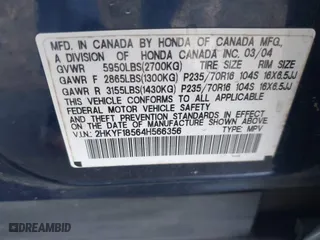 MFD. IN CANADA BY HONDA OF CANADA MFG.,
A DIVISION OF HONDA CANADA INC. 03/04
GVWR 5950LBS(2700KG) TIRE SIZE RIM SIZE
GAWR F 2865LBS(1300KG) P235/70R16 104S 16X6.5JJ
GAWR R 3155LBS(1430KG) P235/70R16 104S 16X6.5JJ
THIS VEHICLE CONFORMS TO ALL APPLICABLE
FEDERAL MOTOR VEHICLE SAFETY
AND THEFT PREVENTION STANDARDS IN EFFECT
ON THE DATE OF MANUFACTURE SHOWN ABOVE.
V.I.N.: 2HKYF18564H566356 TYPE: MPV
DREAMBID